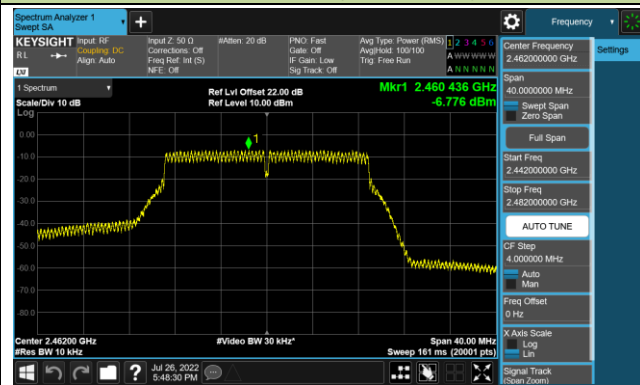 Spectrum Analyzer 1
Swept SA
Frequency
KEYSIGHT
Input: RF
Input Z: 50 Ω
#Atten: 20 dB
PNO: Fast
Avg Type: Power (RMS)
1 2 3 4 5 6
RL
Coupling: DC
Corrections: Off
Gate: Off
Avg|Hold: 100/100
A W W W W W
Align: Auto
Freq Ref: Int (S)
IF Gain: Low
Trig: Free Run
NFE: Off
Sig Track: Off
A N N N N N
LXI
1 Spectrum
Scale/Div 10 dB
Ref Lvl Offset 22.00 dB
Ref Level 10.00 dBm
Mkr1 2.460 436 GHz
-6.776 dBm
Log
1
0.00
-10.0
-20.0
-30.0
-40.0
-50.0
-60.0
-70.0
-80.0
Center 2.46200 GHz
#Video BW 30 kHz*
Span 40.00 MHz
#Res BW 10 kHz
Sweep 161 ms (20001 pts)
Jul 26, 2022
5:48:30 PM
Center Frequency
2.462000000 GHz
Settings
Span
40.0000000 MHz
Swept Span
Zero Span
Full Span
Start Freq
2.442000000 GHz
Stop Freq
2.482000000 GHz
AUTO TUNE
CF Step
4.000000 MHz
Auto
Man
Freq Offset
0 Hz
X Axis Scale
Log
Lin
Signal Track
(Span Zoom)